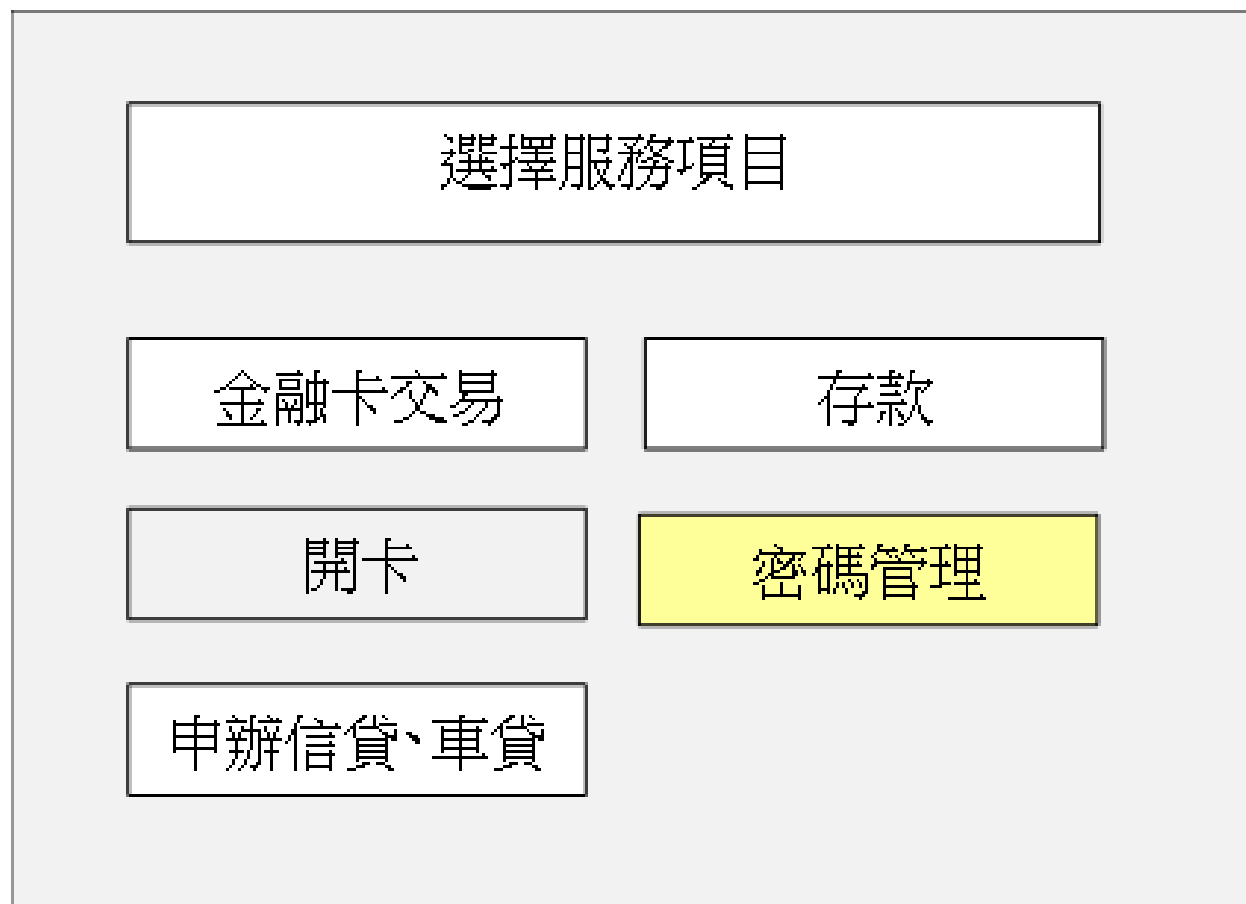 選擇服務項目
金融卡交易
存款
開卡
密碼管理
申辦信貸、車貸